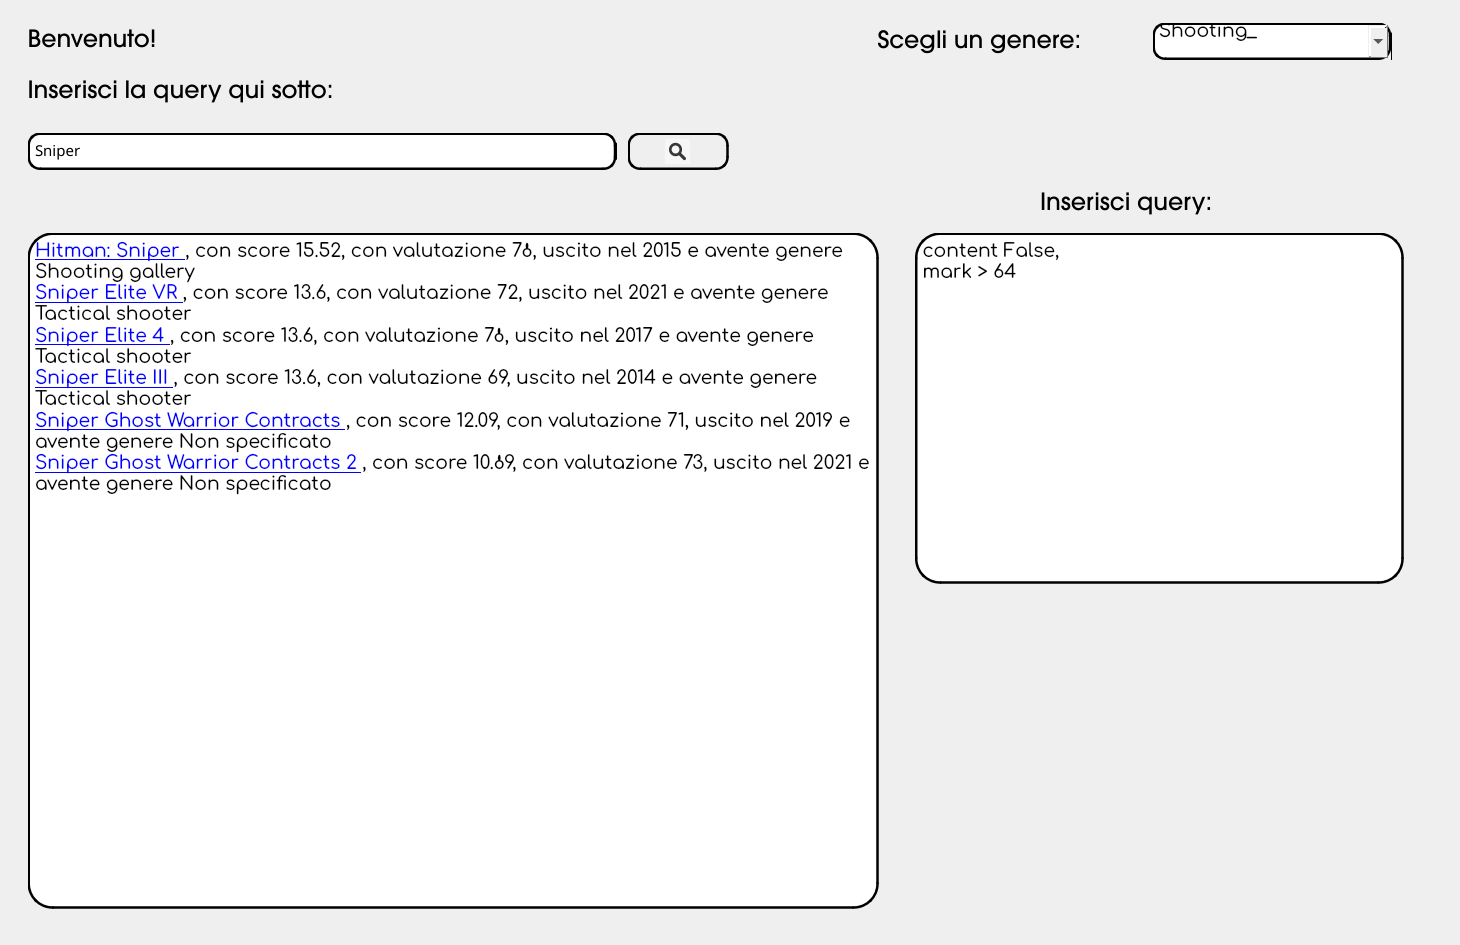 Benvenuto!
Scegli un genere:
Shooting_
Inserisci la query qui sotto:
Sniper
Inserisci query:
Hitman: Sniper , con score 15.52, con valutazione 76, uscito nel 2015 e avente genere
Shooting gallery
Sniper Elite VR , con score 13.6, con valutazione 72, uscito nel 2021 e avente genere
Tactical shooter
Sniper Elite 4 , con score 13.6, con valutazione 76, uscito nel 2017 e avente genere
Tactical shooter
Sniper Elite III , con score 13.6, con valutazione 69, uscito nel 2014 e avente genere
Tactical shooter
Sniper Ghost Warrior Contracts , con score 12.09, con valutazione 71, uscito nel 2019 e
avente genere Non specificato
Sniper Ghost Warrior Contracts 2 , con score 10.69, con valutazione 73, uscito nel 2021 e
avente genere Non specificato
content False,
mark > 64